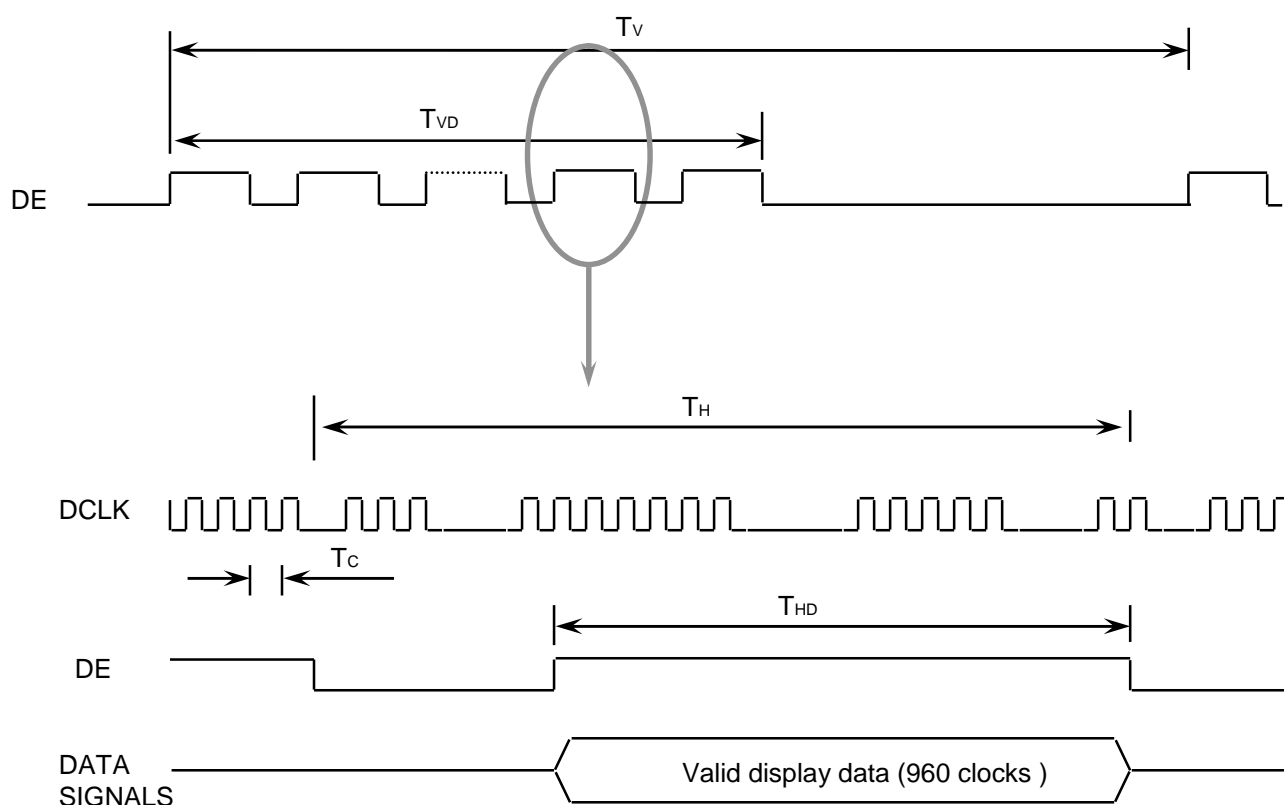 TV
TVD
DE
TH
DCLK
TC
THD
DE
DATA
SIGNALS
Valid display data (960 clocks )